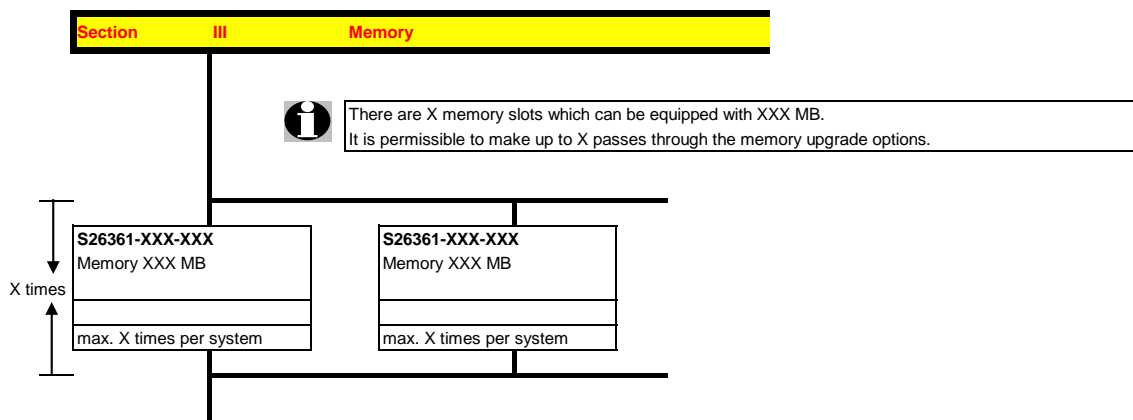 Section III Memory
There are X memory slots which can be equipped with XXX MB.
It is permissible to make up to X passes through the memory upgrade options.
S26361-XXX-XXX
Memory XXX MB
max. X times per system
S26361-XXX-XXX
Memory XXX MB
max. X times per system
X times